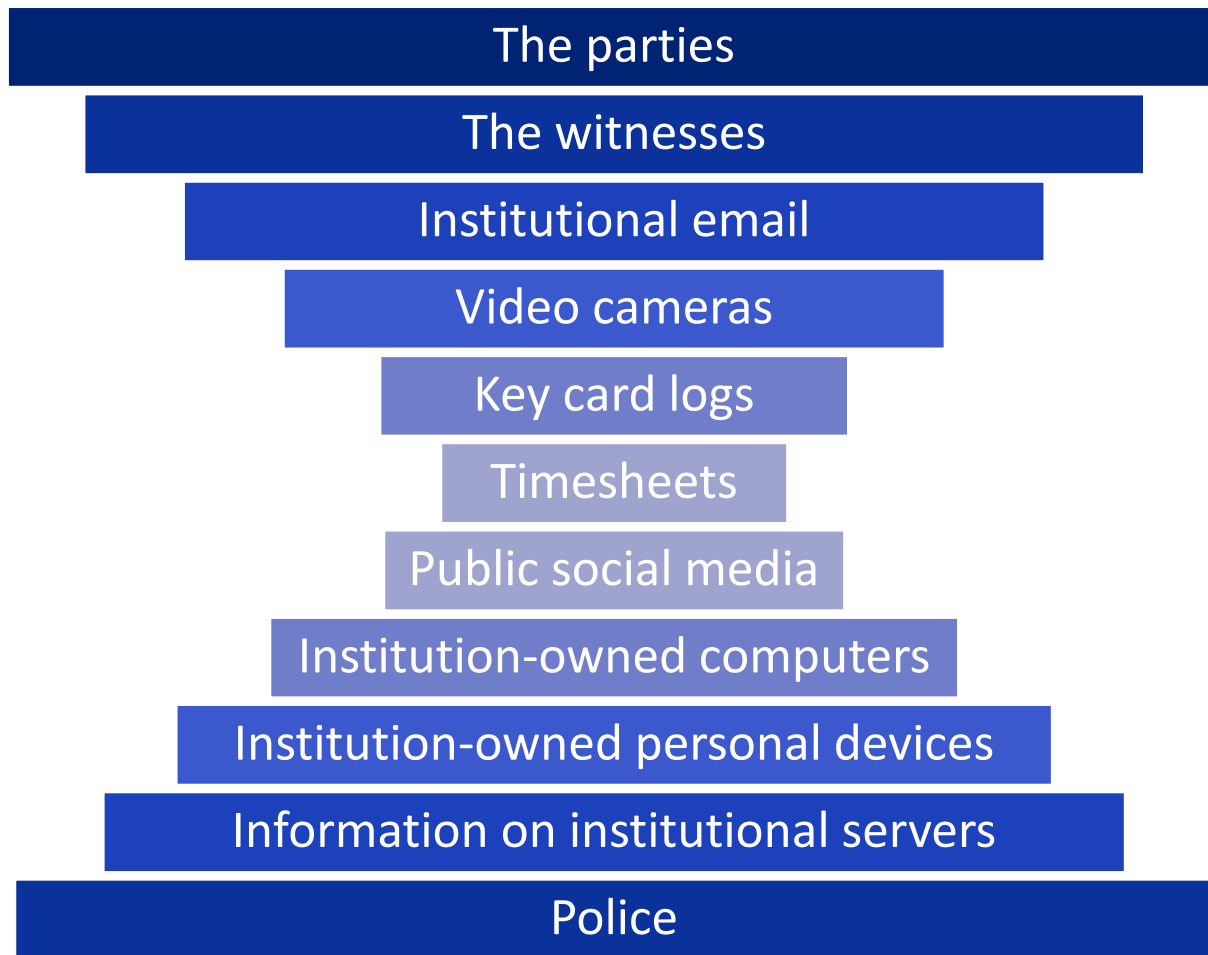 The parties
The witnesses
Institutional email
Video cameras
Key card logs
Timesheets
Public social media
Institution-owned computers
Institution-owned personal devices
Information on institutional servers
Police